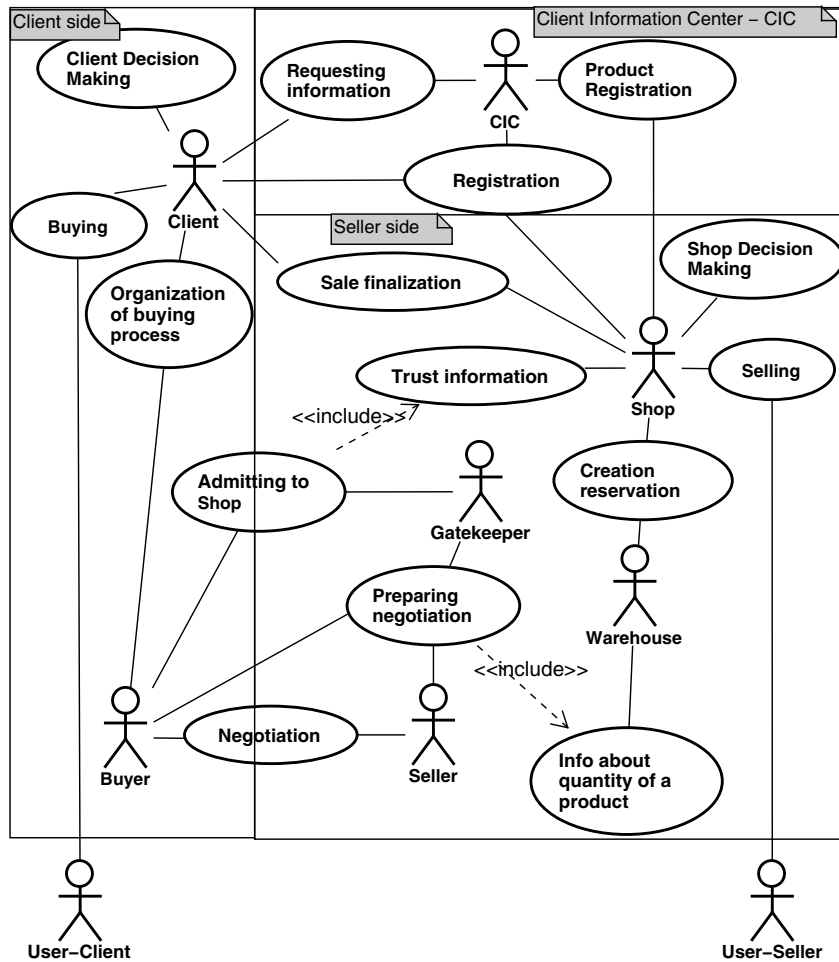 Client side
Client Information Center – CIC
Client Decision
Making
Requesting
information
CIC
Product
Registration
Client
Registration
Buying
Seller side
Organization
of buying
process
Sale finalization
Shop Decision
Making
Trust information
Shop
Selling
<<include>>
Admitting to
Shop
Gatekeeper
Creation
reservation
Preparing
negotiation
Warehouse
<<include>>
Buyer
Negotiation
Seller
Info about
quantity of a
product
User–Client
User–Seller